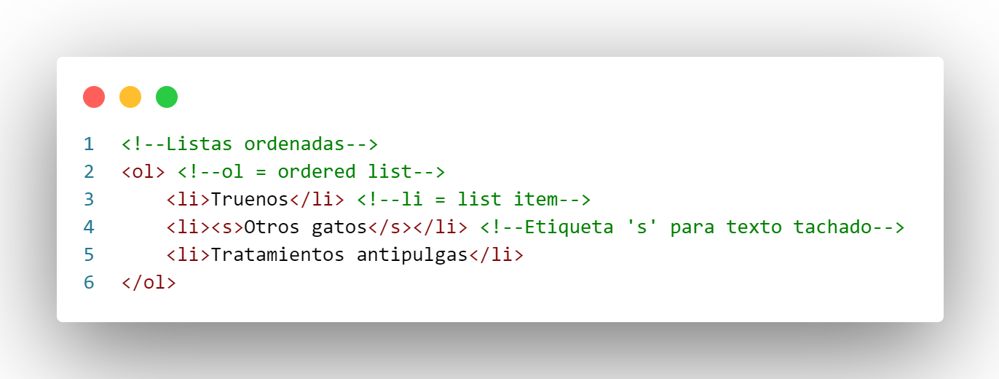 1 <!--Listas ordenadas-->
2 <ol> <!--ol = ordered list-->
3     <li>Truenos</li> <!--li = list item-->
4     <li><s>Otros gatos</s></li> <!--Etiqueta 's' para texto tachado-->
5     <li>Tratamientos antipulgas</li>
6 </ol>